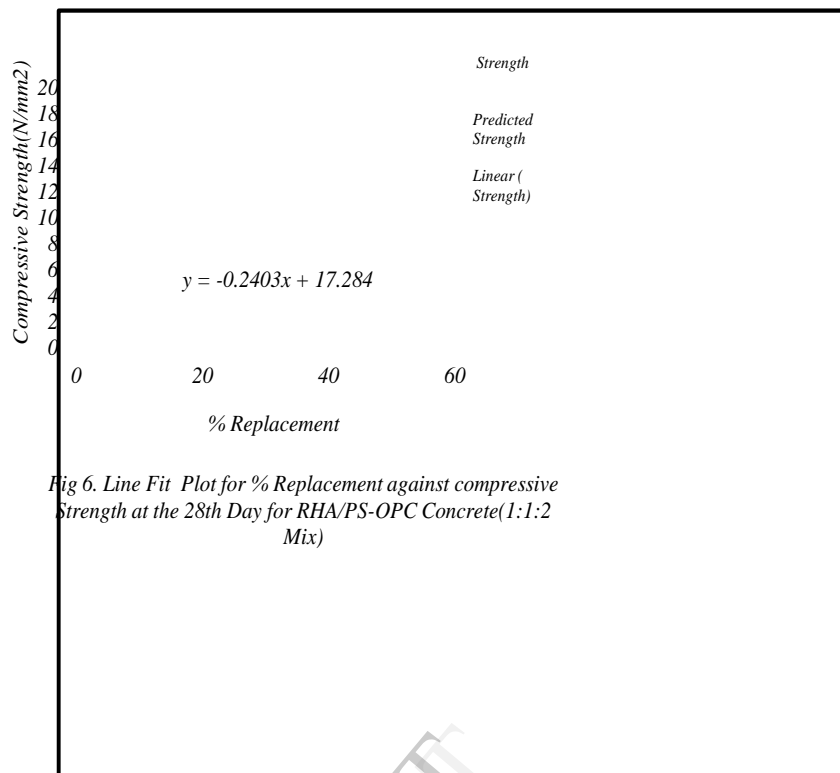 Strength
Predicted
Strength
Linear (
Strength)
Compressive Strength(N/mm2)
20
18
16
14
12
10
8
6
4
2
0
y = -0.2403x + 17.284
0 20 40 60
% Replacement
Fig 6. Line Fit Plot for % Replacement against compressive
Strength at the 28th Day for RHA/PS-OPC Concrete(1:1:2
Mix)